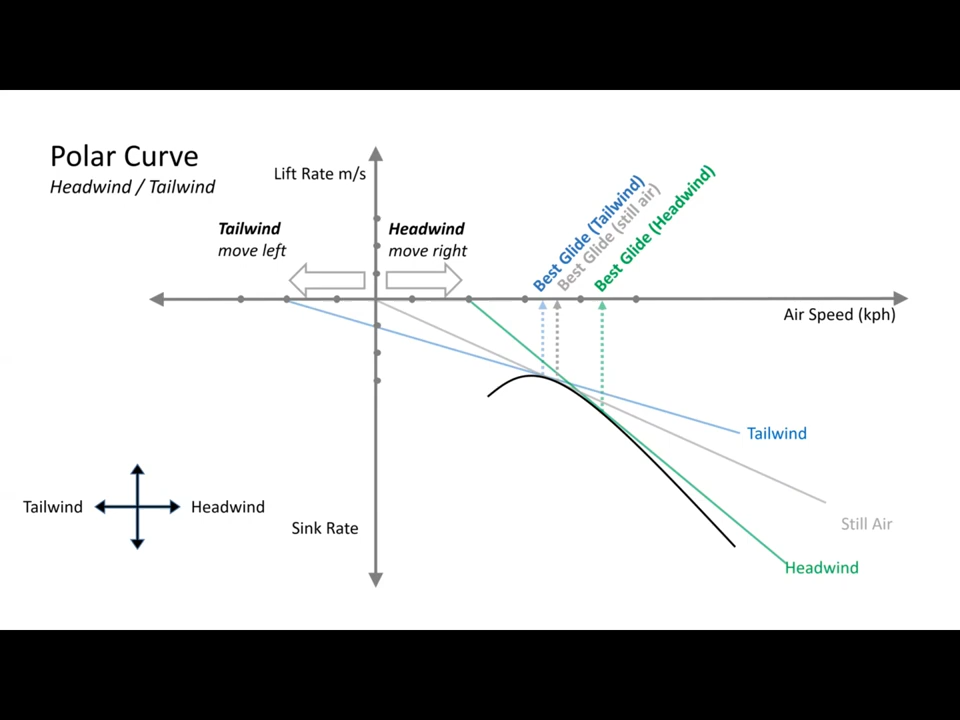 Polar Curve
Headwind / Tailwind
Lift Rate m/s
Tailwind
move left
Headwind
move right
Best Glide (Tailwind)
Best Glide (still air)
Best Glide (Headwind)
Air Speed (kph)
Tailwind
Still Air
Headwind
Sink Rate
Tailwind
Headwind